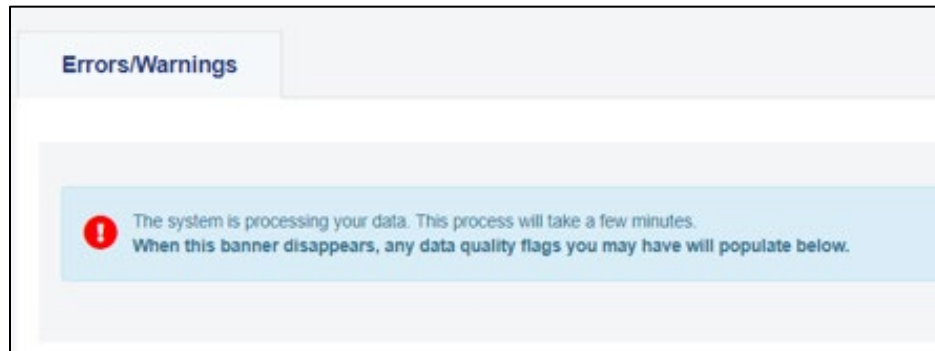 Errors/Warnings
The system is processing your data. This process will take a few minutes.
When this banner disappears, any data quality flags you may have will populate below.